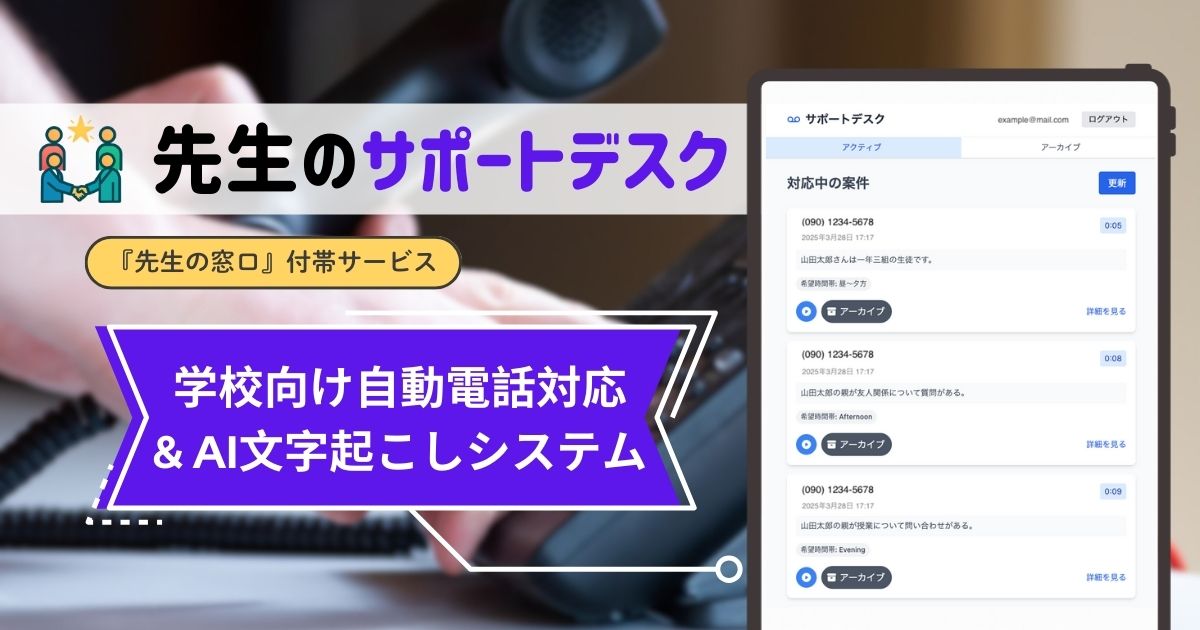 先生のサポートデスク
『先生の窓口』付帯サービス
学校向け自動電話対応
& AI文字起こしシステム
サポートデスク
example@mail.com
ログアウト
アクティブ
アーカイブ
対応中の案件
更新
(090) 1234-5678
0:05
2025年3月28日 17:17
山田太郎さんは一年三組の生徒です。
希望時間帯: 昼〜夕方
アーカイブ
詳細を見る
(090) 1234-5678
0:08
2025年3月28日 17:17
山田太郎の親が友人関係について質問がある。
希望時間帯: Afternoon
アーカイブ
詳細を見る
(090) 1234-5678
0:09
2025年3月28日 17:17
山田太郎の親が授業について問い合わせがある。
希望時間帯: Evening
アーカイブ
詳細を見る